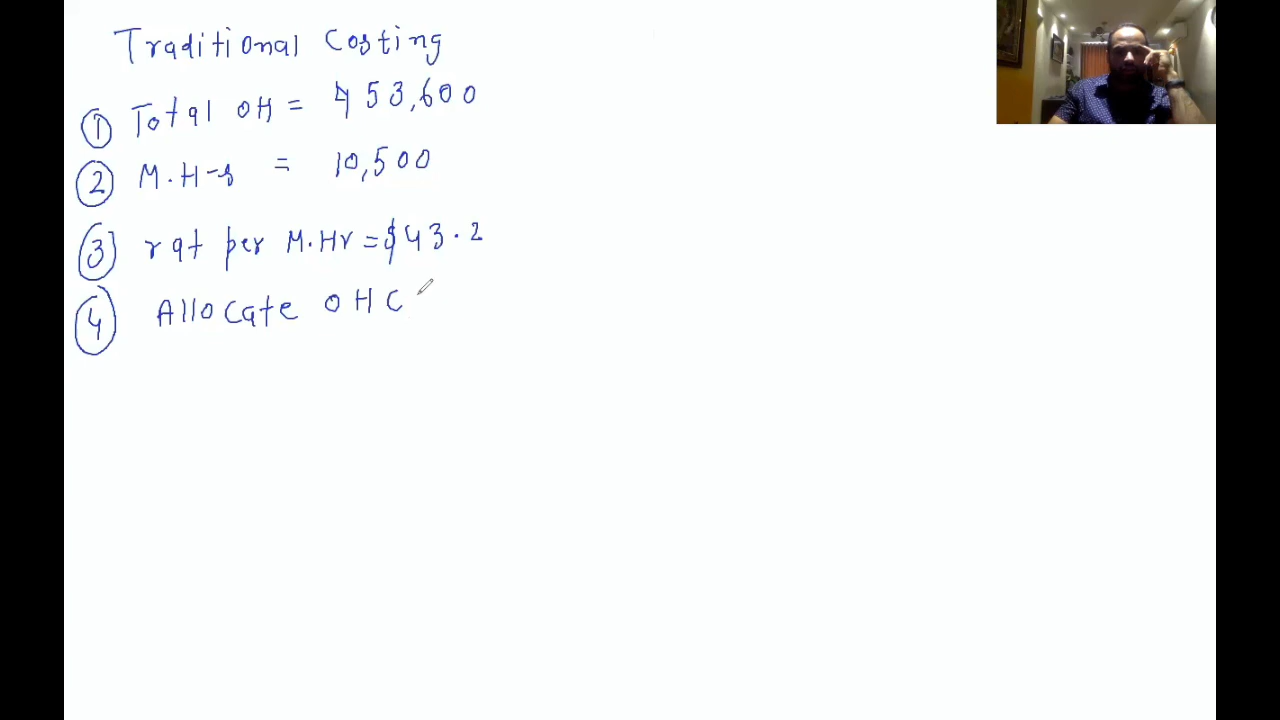 Traditional Costing
① Total OH = 453,600
② M.H-s = 10,500
③ rat per M.Hr = $43.2
④ Allocate OHC